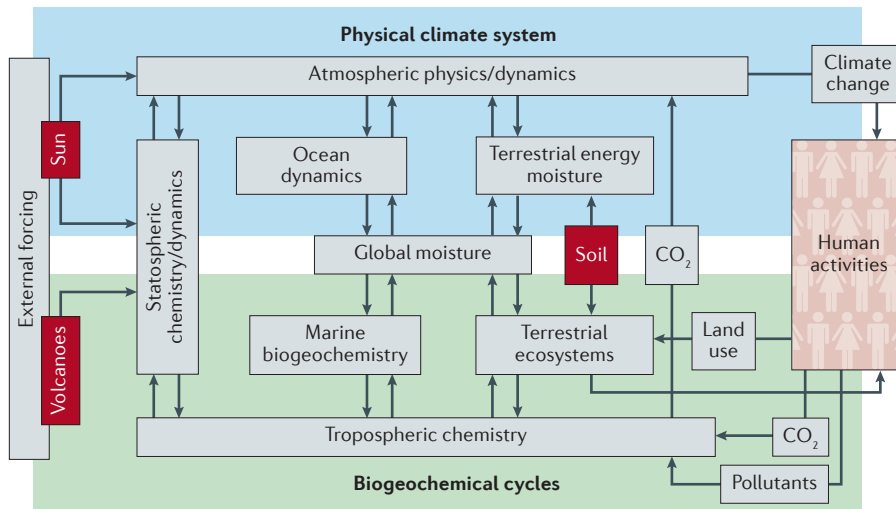 Physical climate system
Atmospheric physics/dynamics
Climate
change
External forcing
Sun
Volcanoes
Statospheric
chemistry/dynamics
Ocean
dynamics
Terrestrial energy
moisture
Global moisture
Soil
CO₂
Human
activities
Marine
biogeochemistry
Terrestrial
ecosystems
Land
use
Tropospheric chemistry
CO₂
Pollutants
Biogeochemical cycles